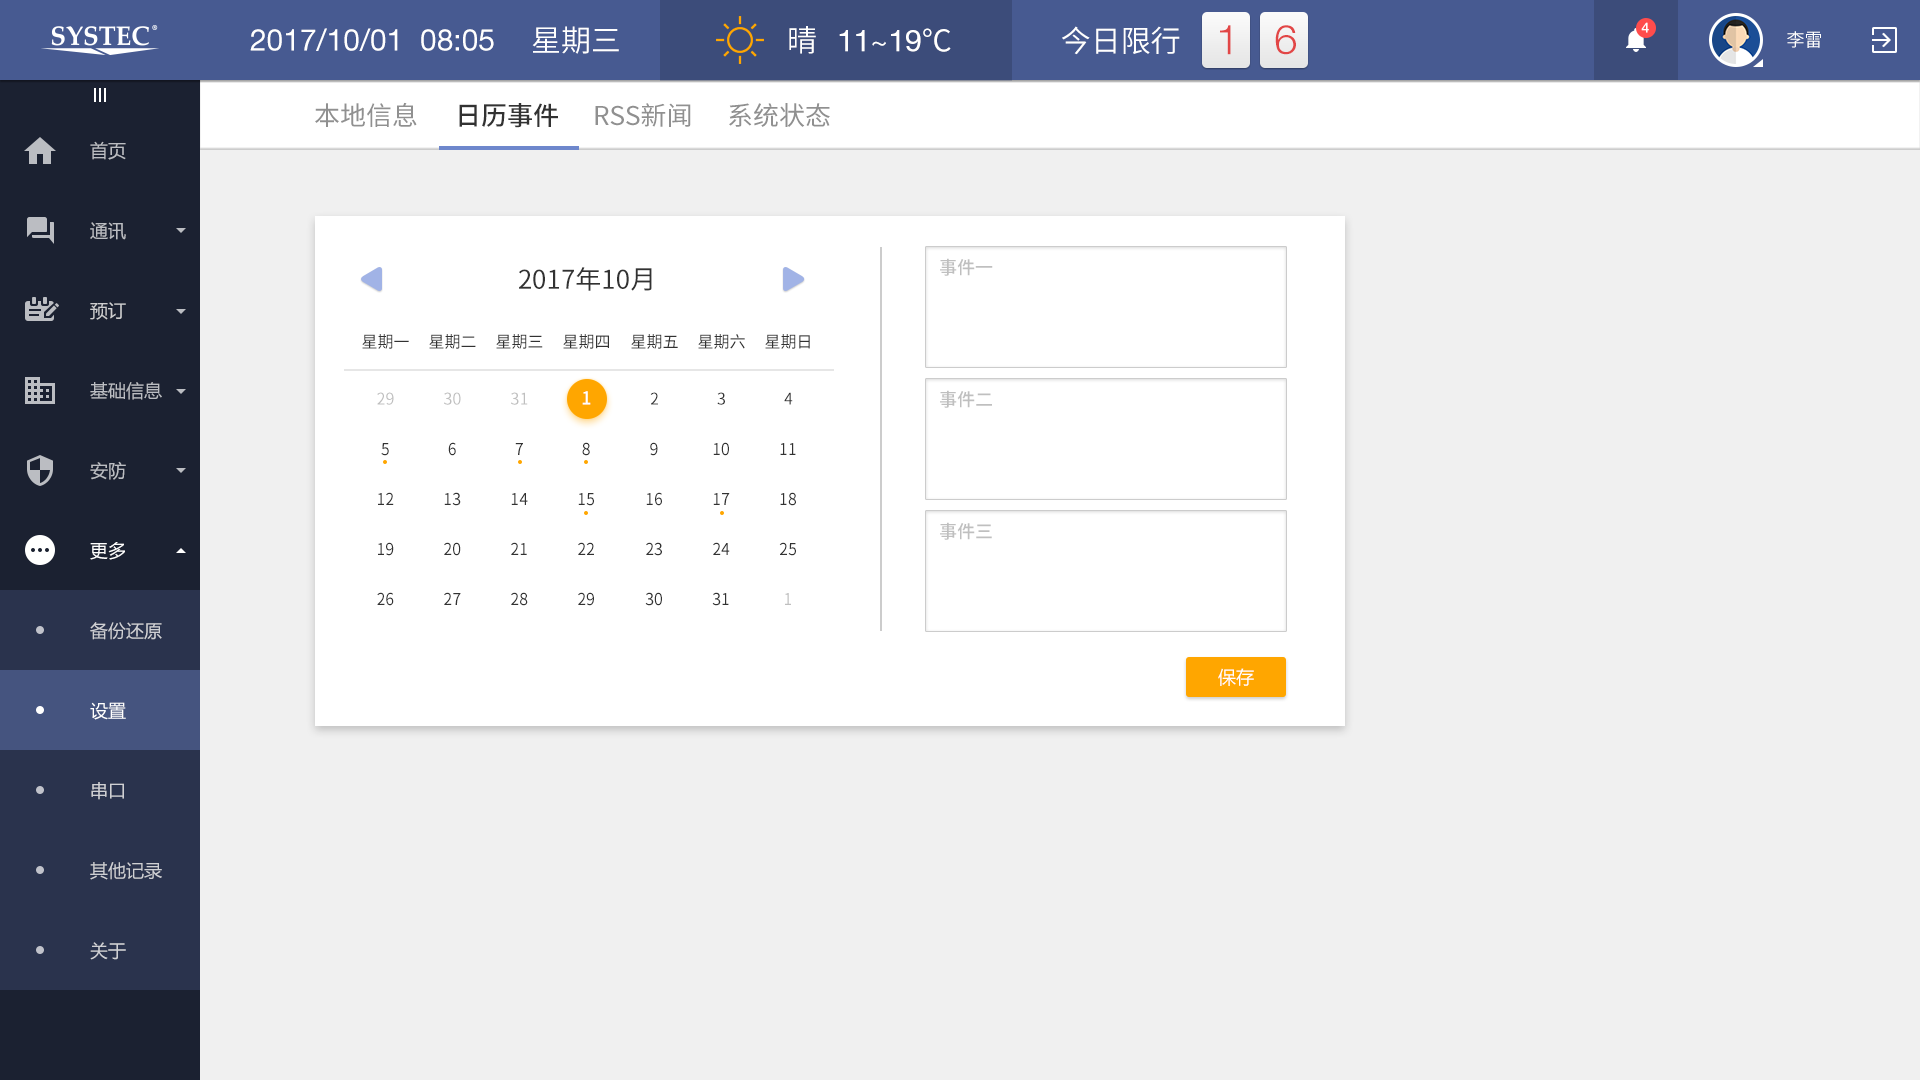 SYSTEC®
2017/10/01 08:05 星期三
晴 11~19℃
今日限行 1 6
4
李雷
首页
通讯
预订
基础信息
安防
更多
备份还原
设置
串口
其他记录
关于
本地信息 日历事件 RSS新闻 系统状态
2017年10月
星期一 星期二 星期三 星期四 星期五 星期六 星期日
29 30 31 1 2 3 4
5 6 7 8 9 10 11
12 13 14 15 16 17 18
19 20 21 22 23 24 25
26 27 28 29 30 31 1
事件一
事件二
事件三
保存